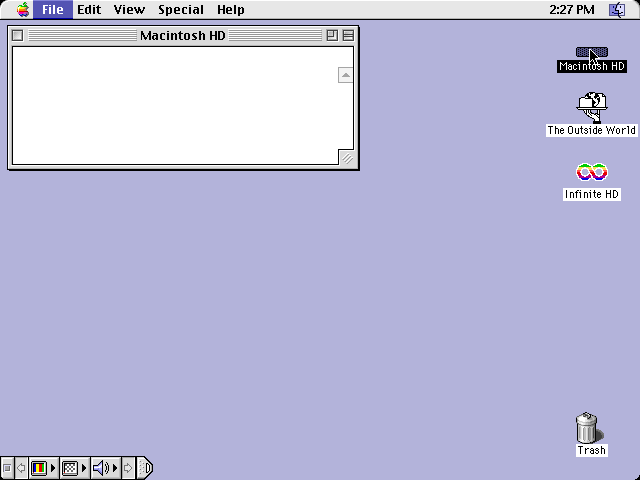 File Edit View Special Help 2:27 PM
Macintosh HD
Macintosh HD
The Outside World
Infinite HD
Trash